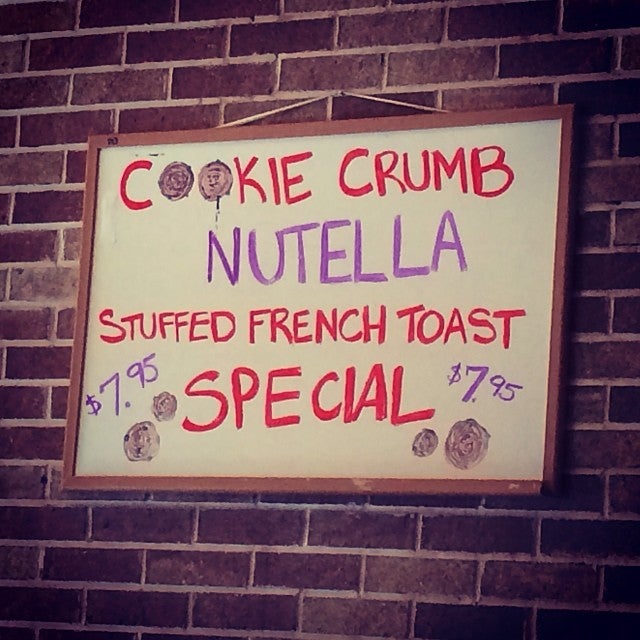 COOKIE CRUMB
NUTELLA
STUFFED FRENCH TOAST
$7.95 SPECIAL $7.95